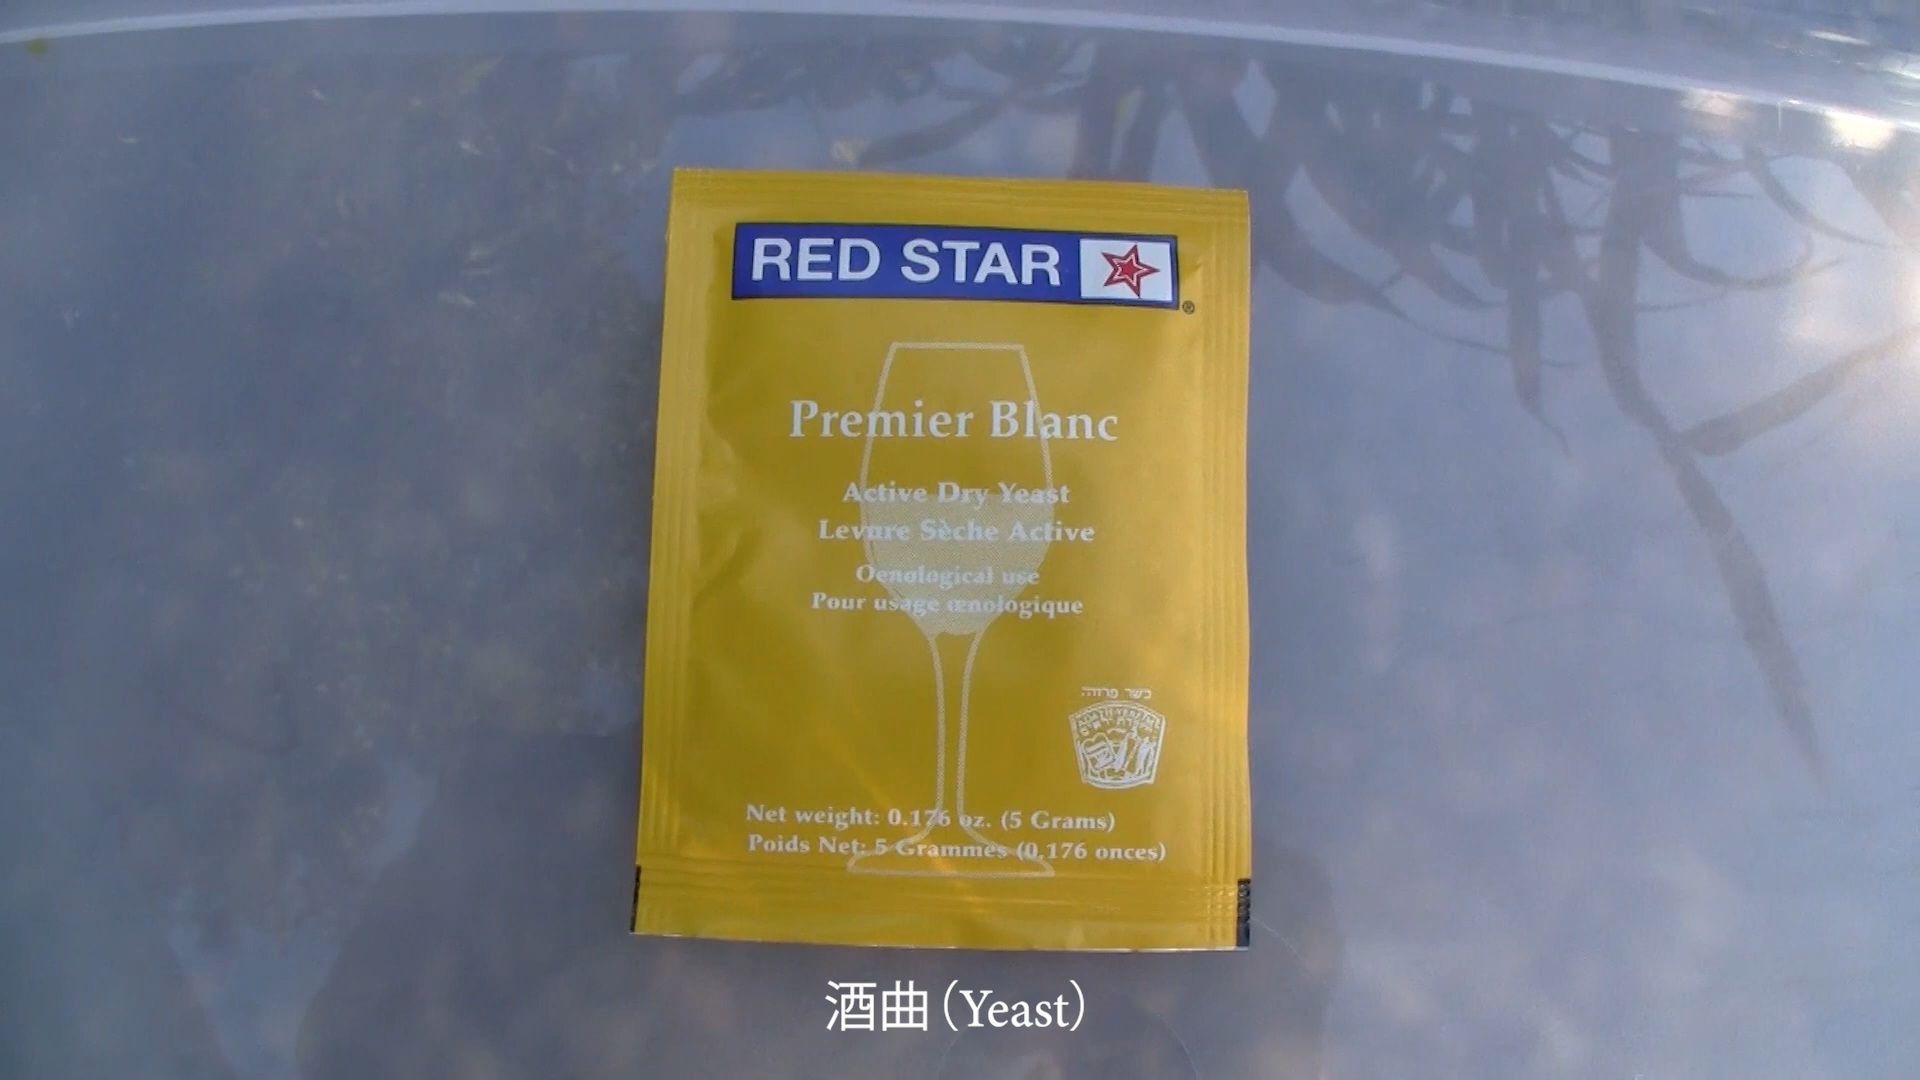 RED STAR
®
Premier Blanc
Active Dry Yeast
Levure Sèche Active
Oenological use
Pour usage œnologique
כשר פרווה
Net weight: 0.176 oz. (5 Grams)
Poids Net: 5 Grammes (0.176 onces)
酒曲（Yeast）